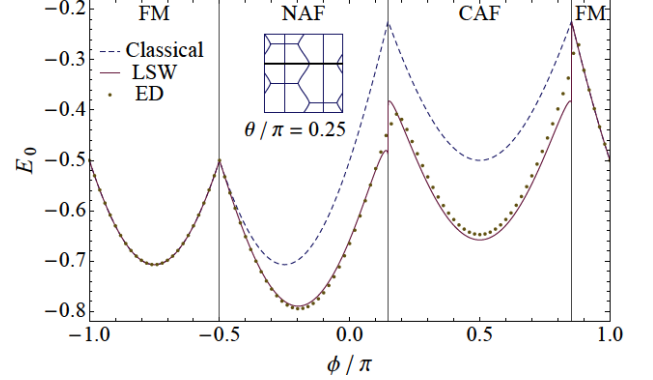 FM NAF CAF FM
−0.2
−0.3
−0.4
−0.5
−0.6
−0.7
−0.8
E₀
Classical
LSW
ED
θ / π = 0.25
−1.0 −0.5 0.0 0.5 1.0
ϕ / π